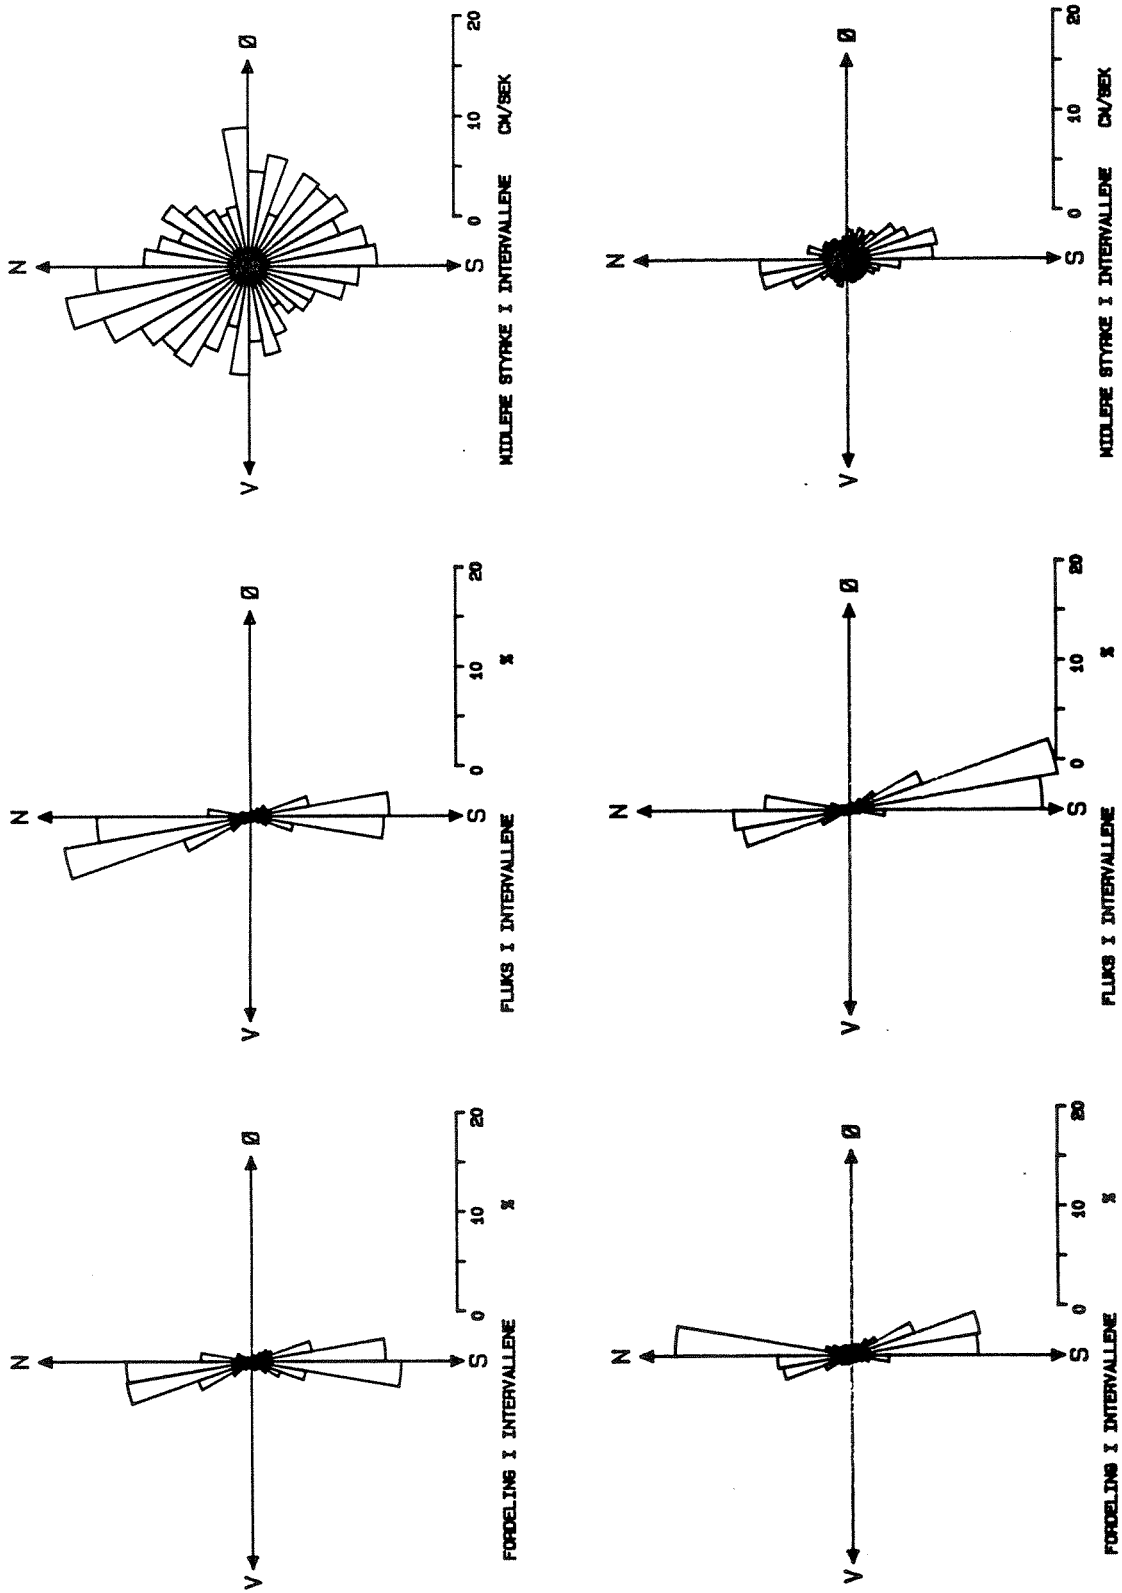 N
V Ø
S
0 10 20
FORDELING I INTERVALLENE %
N
V Ø
S
0 10 20
FLUKS I INTERVALLENE %
N
V Ø
S
0 10 20
MIDLERE STYRKE I INTERVALLENE CM/SEK
N
V Ø
S
0 10 20
FORDELING I INTERVALLENE %
N
V Ø
S
0 10 20
FLUKS I INTERVALLENE %
N
V Ø
S
0 10 20
MIDLERE STYRKE I INTERVALLENE CM/SEK